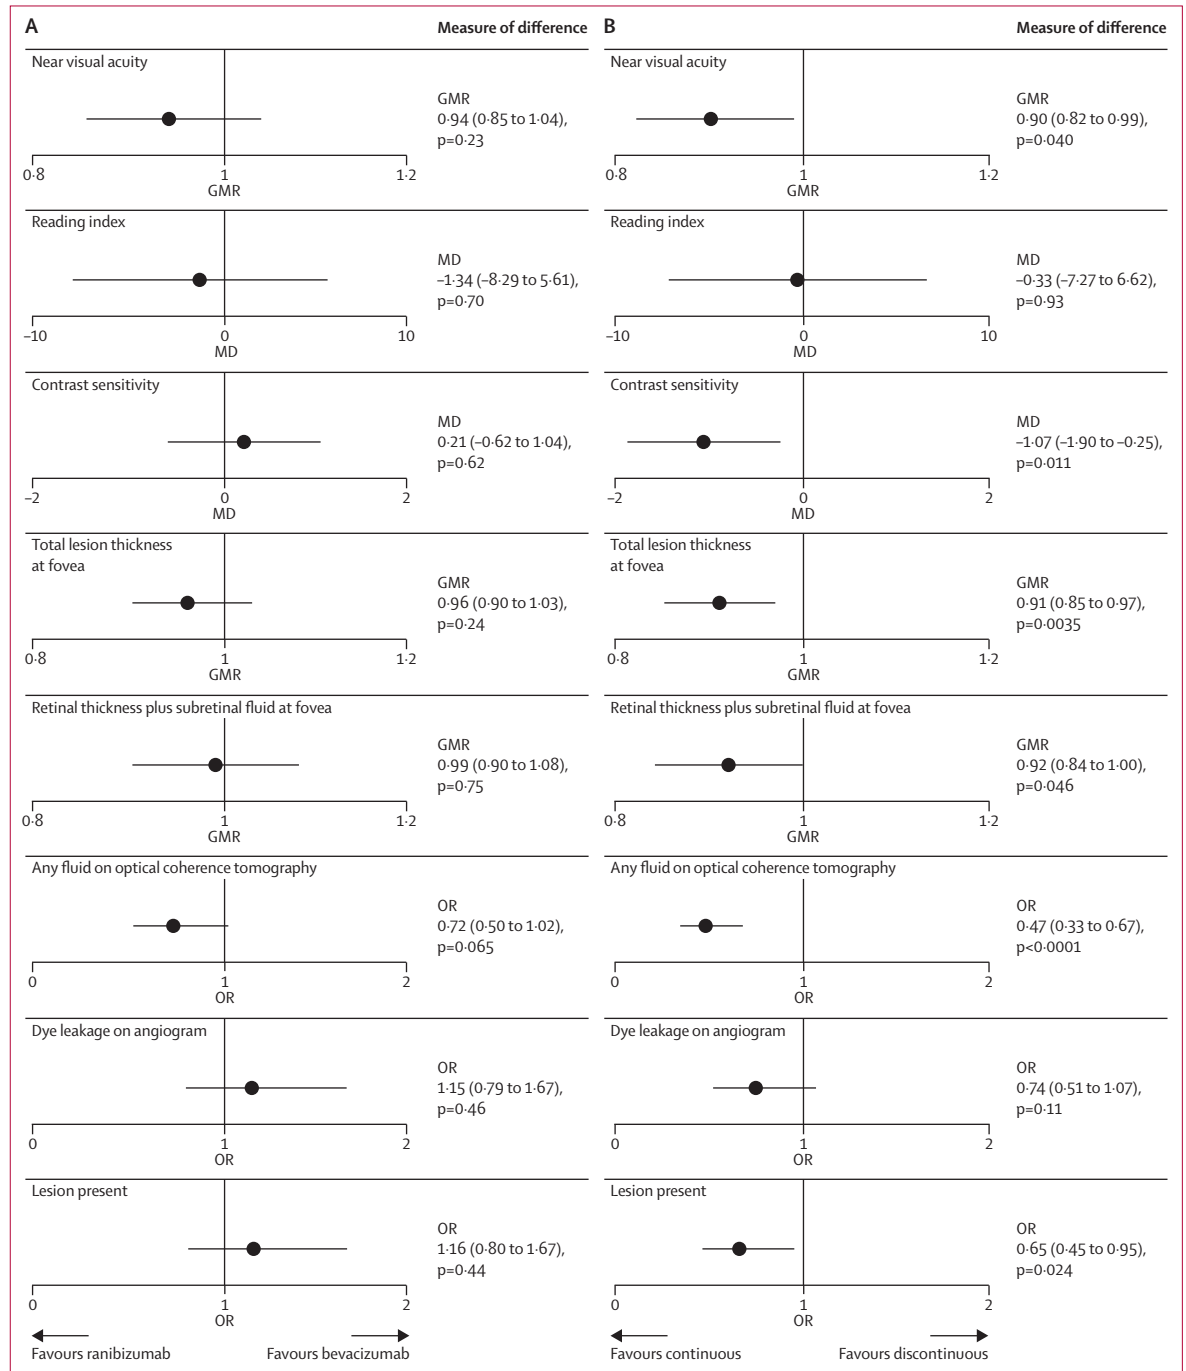 A
Measure of difference
Near visual acuity
GMR
0·94 (0·85 to 1·04),
p=0·23
0·8
1
1·2
GMR
Reading index
MD
–1·34 (–8·29 to 5·61),
p=0·70
–10
0
10
MD
Contrast sensitivity
MD
0·21 (–0·62 to 1·04),
p=0·62
–2
0
2
MD
Total lesion thickness
at fovea
GMR
0·96 (0·90 to 1·03),
p=0·24
0·8
1
1·2
GMR
Retinal thickness plus subretinal fluid at fovea
GMR
0·99 (0·90 to 1·08),
p=0·75
0·8
1
1·2
GMR
Any fluid on optical coherence tomography
OR
0·72 (0·50 to 1·02),
p=0·065
0
1
2
OR
Dye leakage on angiogram
OR
1·15 (0·79 to 1·67),
p=0·46
0
1
2
OR
Lesion present
OR
1·16 (0·80 to 1·67),
p=0·44
0
1
2
OR
Favours ranibizumab
Favours bevacizumab
B
Measure of difference
Near visual acuity
GMR
0·90 (0·82 to 0·99),
p=0·040
0·8
1
1·2
GMR
Reading index
MD
–0·33 (–7·27 to 6·62),
p=0·93
–10
0
10
MD
Contrast sensitivity
MD
–1·07 (–1·90 to –0·25),
p=0·011
–2
0
2
MD
Total lesion thickness
at fovea
GMR
0·91 (0·85 to 0·97),
p=0·0035
0·8
1
1·2
GMR
Retinal thickness plus subretinal fluid at fovea
GMR
0·92 (0·84 to 1·00),
p=0·046
0·8
1
1·2
GMR
Any fluid on optical coherence tomography
OR
0·47 (0·33 to 0·67),
p<0·0001
0
1
2
OR
Dye leakage on angiogram
OR
0·74 (0·51 to 1·07),
p=0·11
0
1
2
OR
Lesion present
OR
0·65 (0·45 to 0·95),
p=0·024
0
1
2
OR
Favours continuous
Favours discontinuous